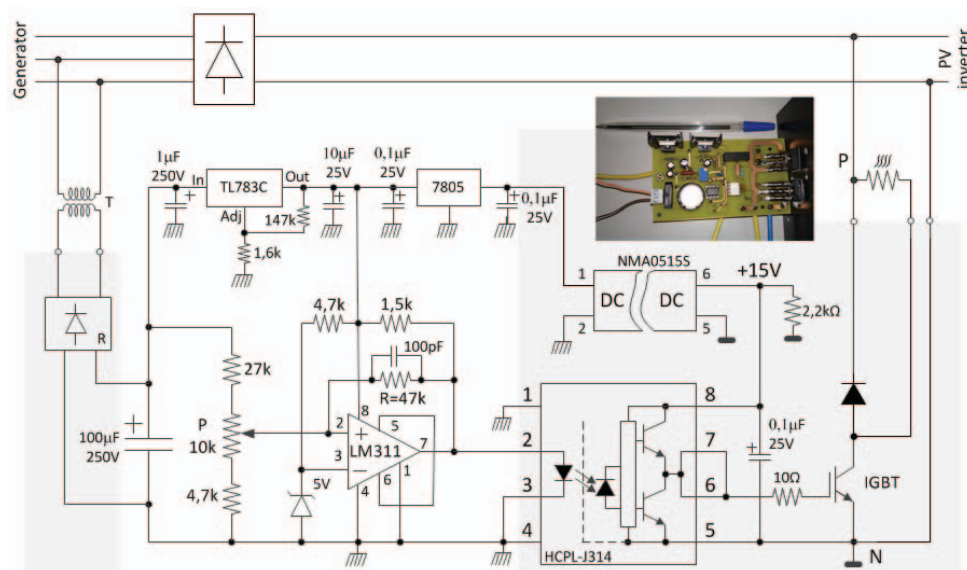 Generator
PV inverter
1µF
250V
In
TL783C
Out
Adj
10µF
25V
0,1µF
25V
7805
0,1µF
25V
147k
1,6k
T
P
NMA0515S
1
DC
DC
6
+15V
2
5
2,2kΩ
R
4,7k
1,5k
100pF
R=47k
27k
P
10k
4,7k
100µF
250V
8
2
+
5
7
LM311
3
−
6
1
4
5V
1
2
3
4
8
7
6
5
HCPL-J314
0,1µF
25V
10Ω
IGBT
N